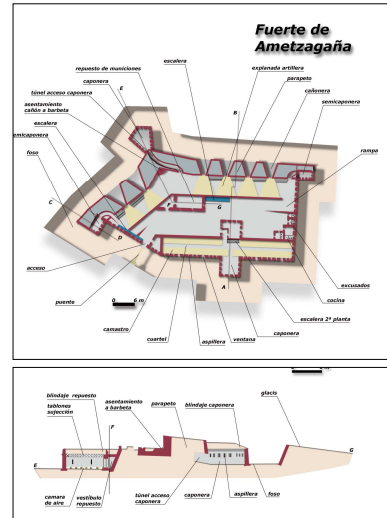 Fuerte de
Ametzagaña
escalera
explanada artillera
repuesto de municiones
E
parapeto
caponera
cañonera
túnel acceso caponera
B
semicaponera
asentamiento
cañón a barbeta
escalera
semicaponera
rampa
foso
C
F
G
D
acceso
excusados
puente
cocina
0 6 m
A
escalera 2ª planta
camastro
caponera
cuartel
ventana
aspillera
blindaje repuesto
asentamiento
a barbeta
parapeto
blindaje caponera
glacis
tablones
sujección
F
G
E
camara
de aire
vestíbulo
repuesto
túnel acceso
caponera
caponera
aspillera
foso